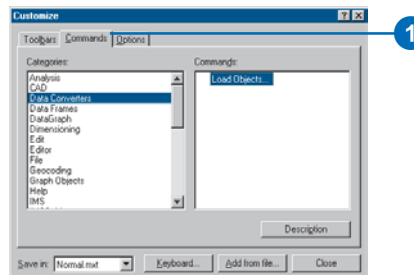 Customize
1
Toolbars Commands Options
Categories:
Commands:
Analysis
CAD
Data Converters
Data Frames
DataGraph
Dimensioning
Edit
Editor
File
Geocoding
Graph Objects
Help
IMS
Load Objects...
Description
Save in: Normal.mxt Keyboard... Add from file... Close